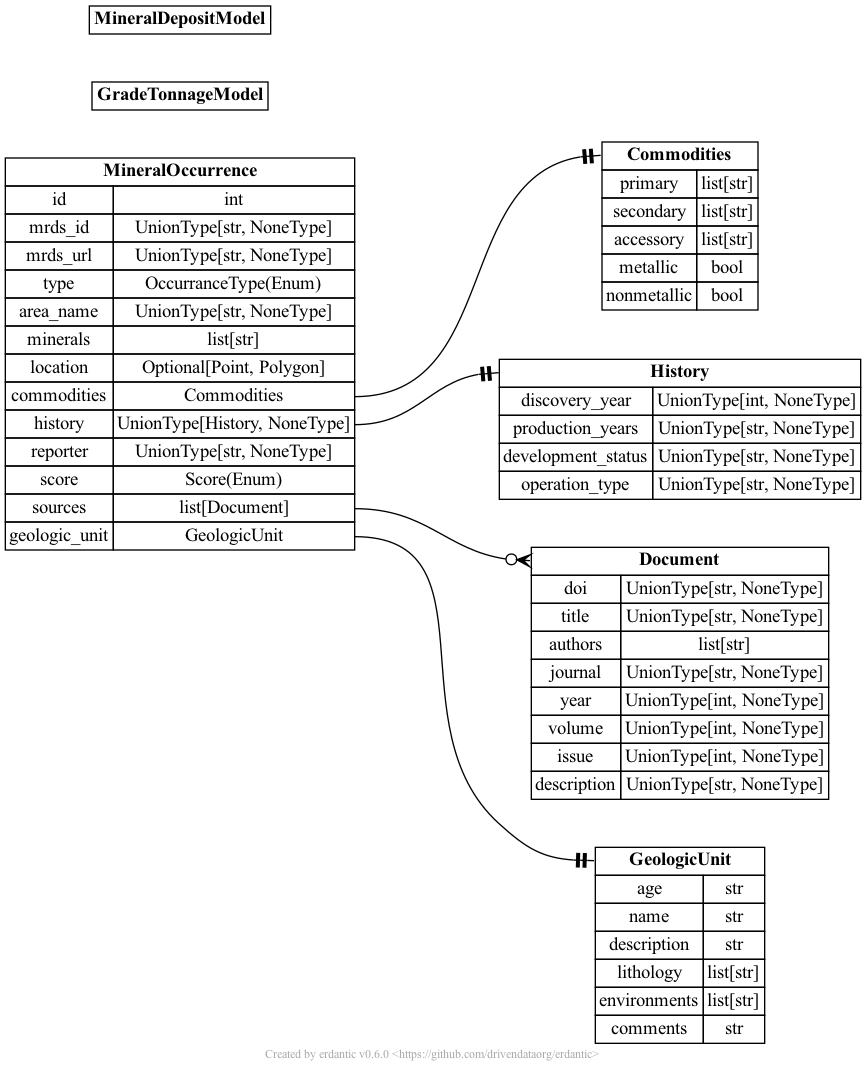 MineralDepositModel
GradeTonnageModel
MineralOccurrence
id int
mrds_id UnionType[str, NoneType]
mrds_url UnionType[str, NoneType]
type OccurranceType(Enum)
area_name UnionType[str, NoneType]
minerals list[str]
location Optional[Point, Polygon]
commodities Commodities
history UnionType[History, NoneType]
reporter UnionType[str, NoneType]
score Score(Enum)
sources list[Document]
geologic_unit GeologicUnit
Commodities
primary list[str]
secondary list[str]
accessory list[str]
metallic bool
nonmetallic bool
History
discovery_year UnionType[int, NoneType]
production_years UnionType[str, NoneType]
development_status UnionType[str, NoneType]
operation_type UnionType[str, NoneType]
Document
doi UnionType[str, NoneType]
title UnionType[str, NoneType]
authors list[str]
journal UnionType[str, NoneType]
year UnionType[int, NoneType]
volume UnionType[int, NoneType]
issue UnionType[int, NoneType]
description UnionType[str, NoneType]
GeologicUnit
age str
name str
description str
lithology list[str]
environments list[str]
comments str
Created by erdantic v0.6.0 <https://github.com/drivendataorg/erdantic>